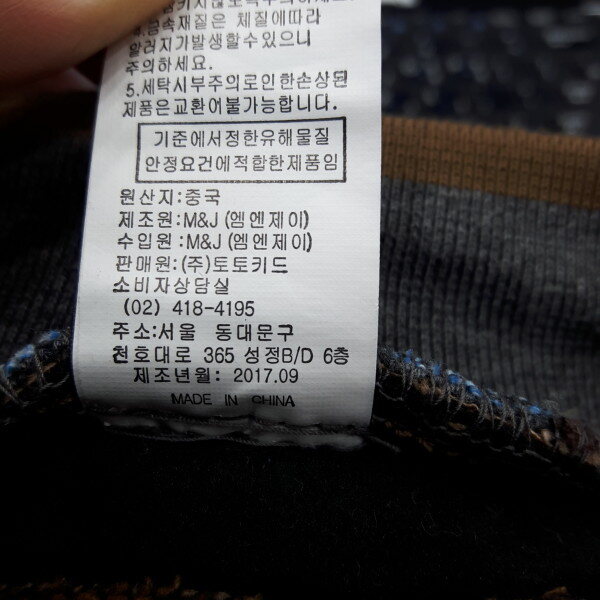 4.금속재질은 체질에따라
알러지가발생할수있으니
주의하세요.
5.세탁시부주의로인한손상된
제품은교환어불가능합니다.
기준에서정한유해물질
안정요건에적합한제품임
원산지:중국
제조원:M&J (엠엔제이)
수입원:M&J (엠엔제이)
판매원:(주)토토키드
소비자상담실
(02) 418-4195
주소:서울 동대문구
천호대로 365 성정B/D 6층
제조년월: 2017.09
MADE IN CHINA